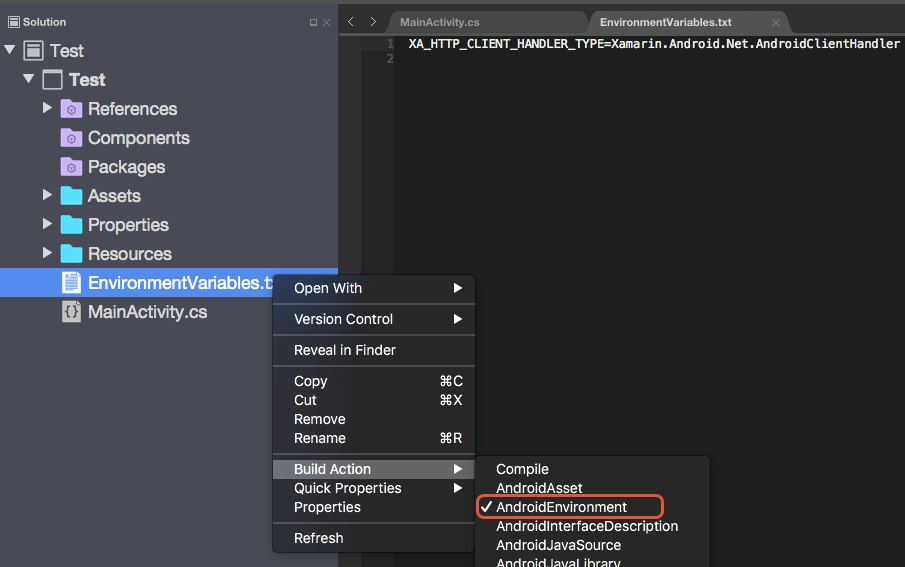 Solution
MainActivity.cs
EnvironmentVariables.txt
1 XA_HTTP_CLIENT_HANDLER_TYPE=Xamarin.Android.Net.AndroidClientHandler
2
Test
Test
References
Components
Packages
Assets
Properties
Resources
EnvironmentVariables.tx
MainActivity.cs
Open With
Version Control
Reveal in Finder
Copy ⌘C
Cut ⌘X
Remove
Rename ⌘R
Build Action
Quick Properties
Properties
Refresh
Compile
AndroidAsset
AndroidEnvironment
AndroidInterfaceDescription
AndroidJavaSource
AndroidJavaLibrary